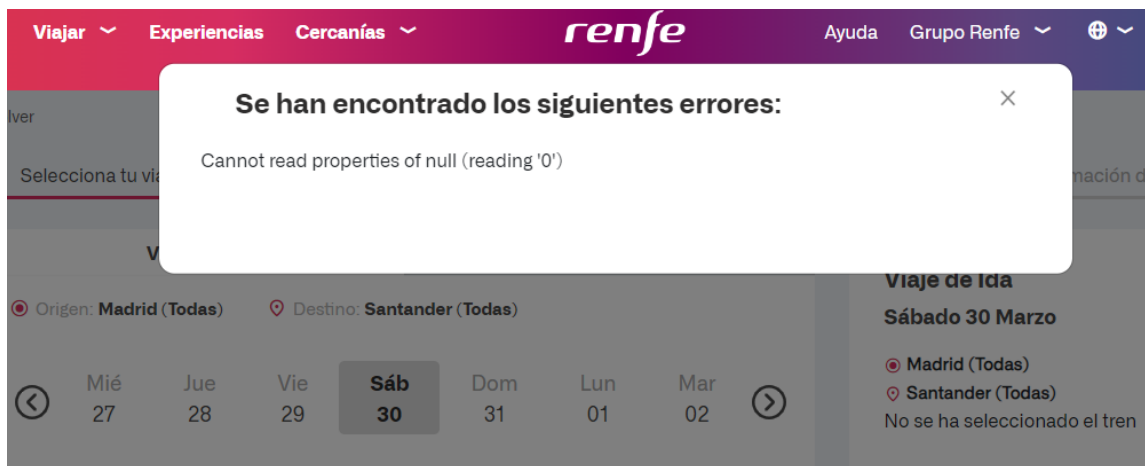 Viajar Experiencias Cercanías renfe Ayuda Grupo Renfe
Se han encontrado los siguientes errores:
Cannot read properties of null (reading '0')
lver
Selecciona tu via
mación d
V
Origen: Madrid (Todas) Destino: Santander (Todas)
Mié Jue Vie Sáb Dom Lun Mar
27 28 29 30 31 01 02
Viaje de Ida
Sábado 30 Marzo
Madrid (Todas)
Santander (Todas)
No se ha seleccionado el tren